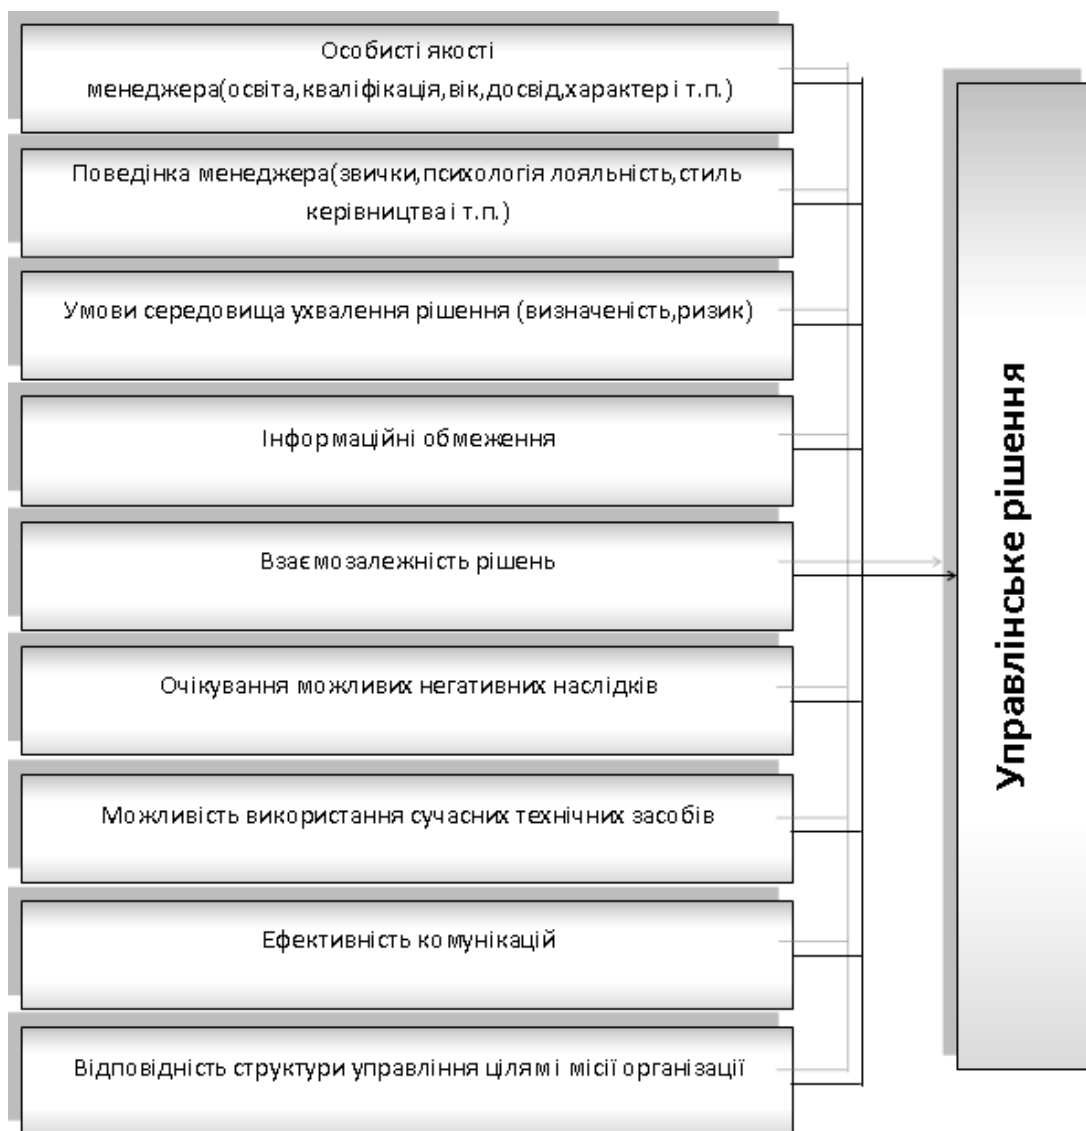 Особисті якості
менеджера(освіта,кваліфікація,вік,досвід,характер і т.п.)
Поведінка менеджера(звички,психологія лояльність,стиль
керівництва і т.п.)
Умови середовища ухвалення рішення (визначеність,ризик)
Інформаційні обмеження
Взаємозалежність рішень
Очікування можливих негативних наслідків
Можливість використання сучасних технічних засобів
Ефективність комунікацій
Відповідність структури управління цілям і місії організації
Управлінське рішення